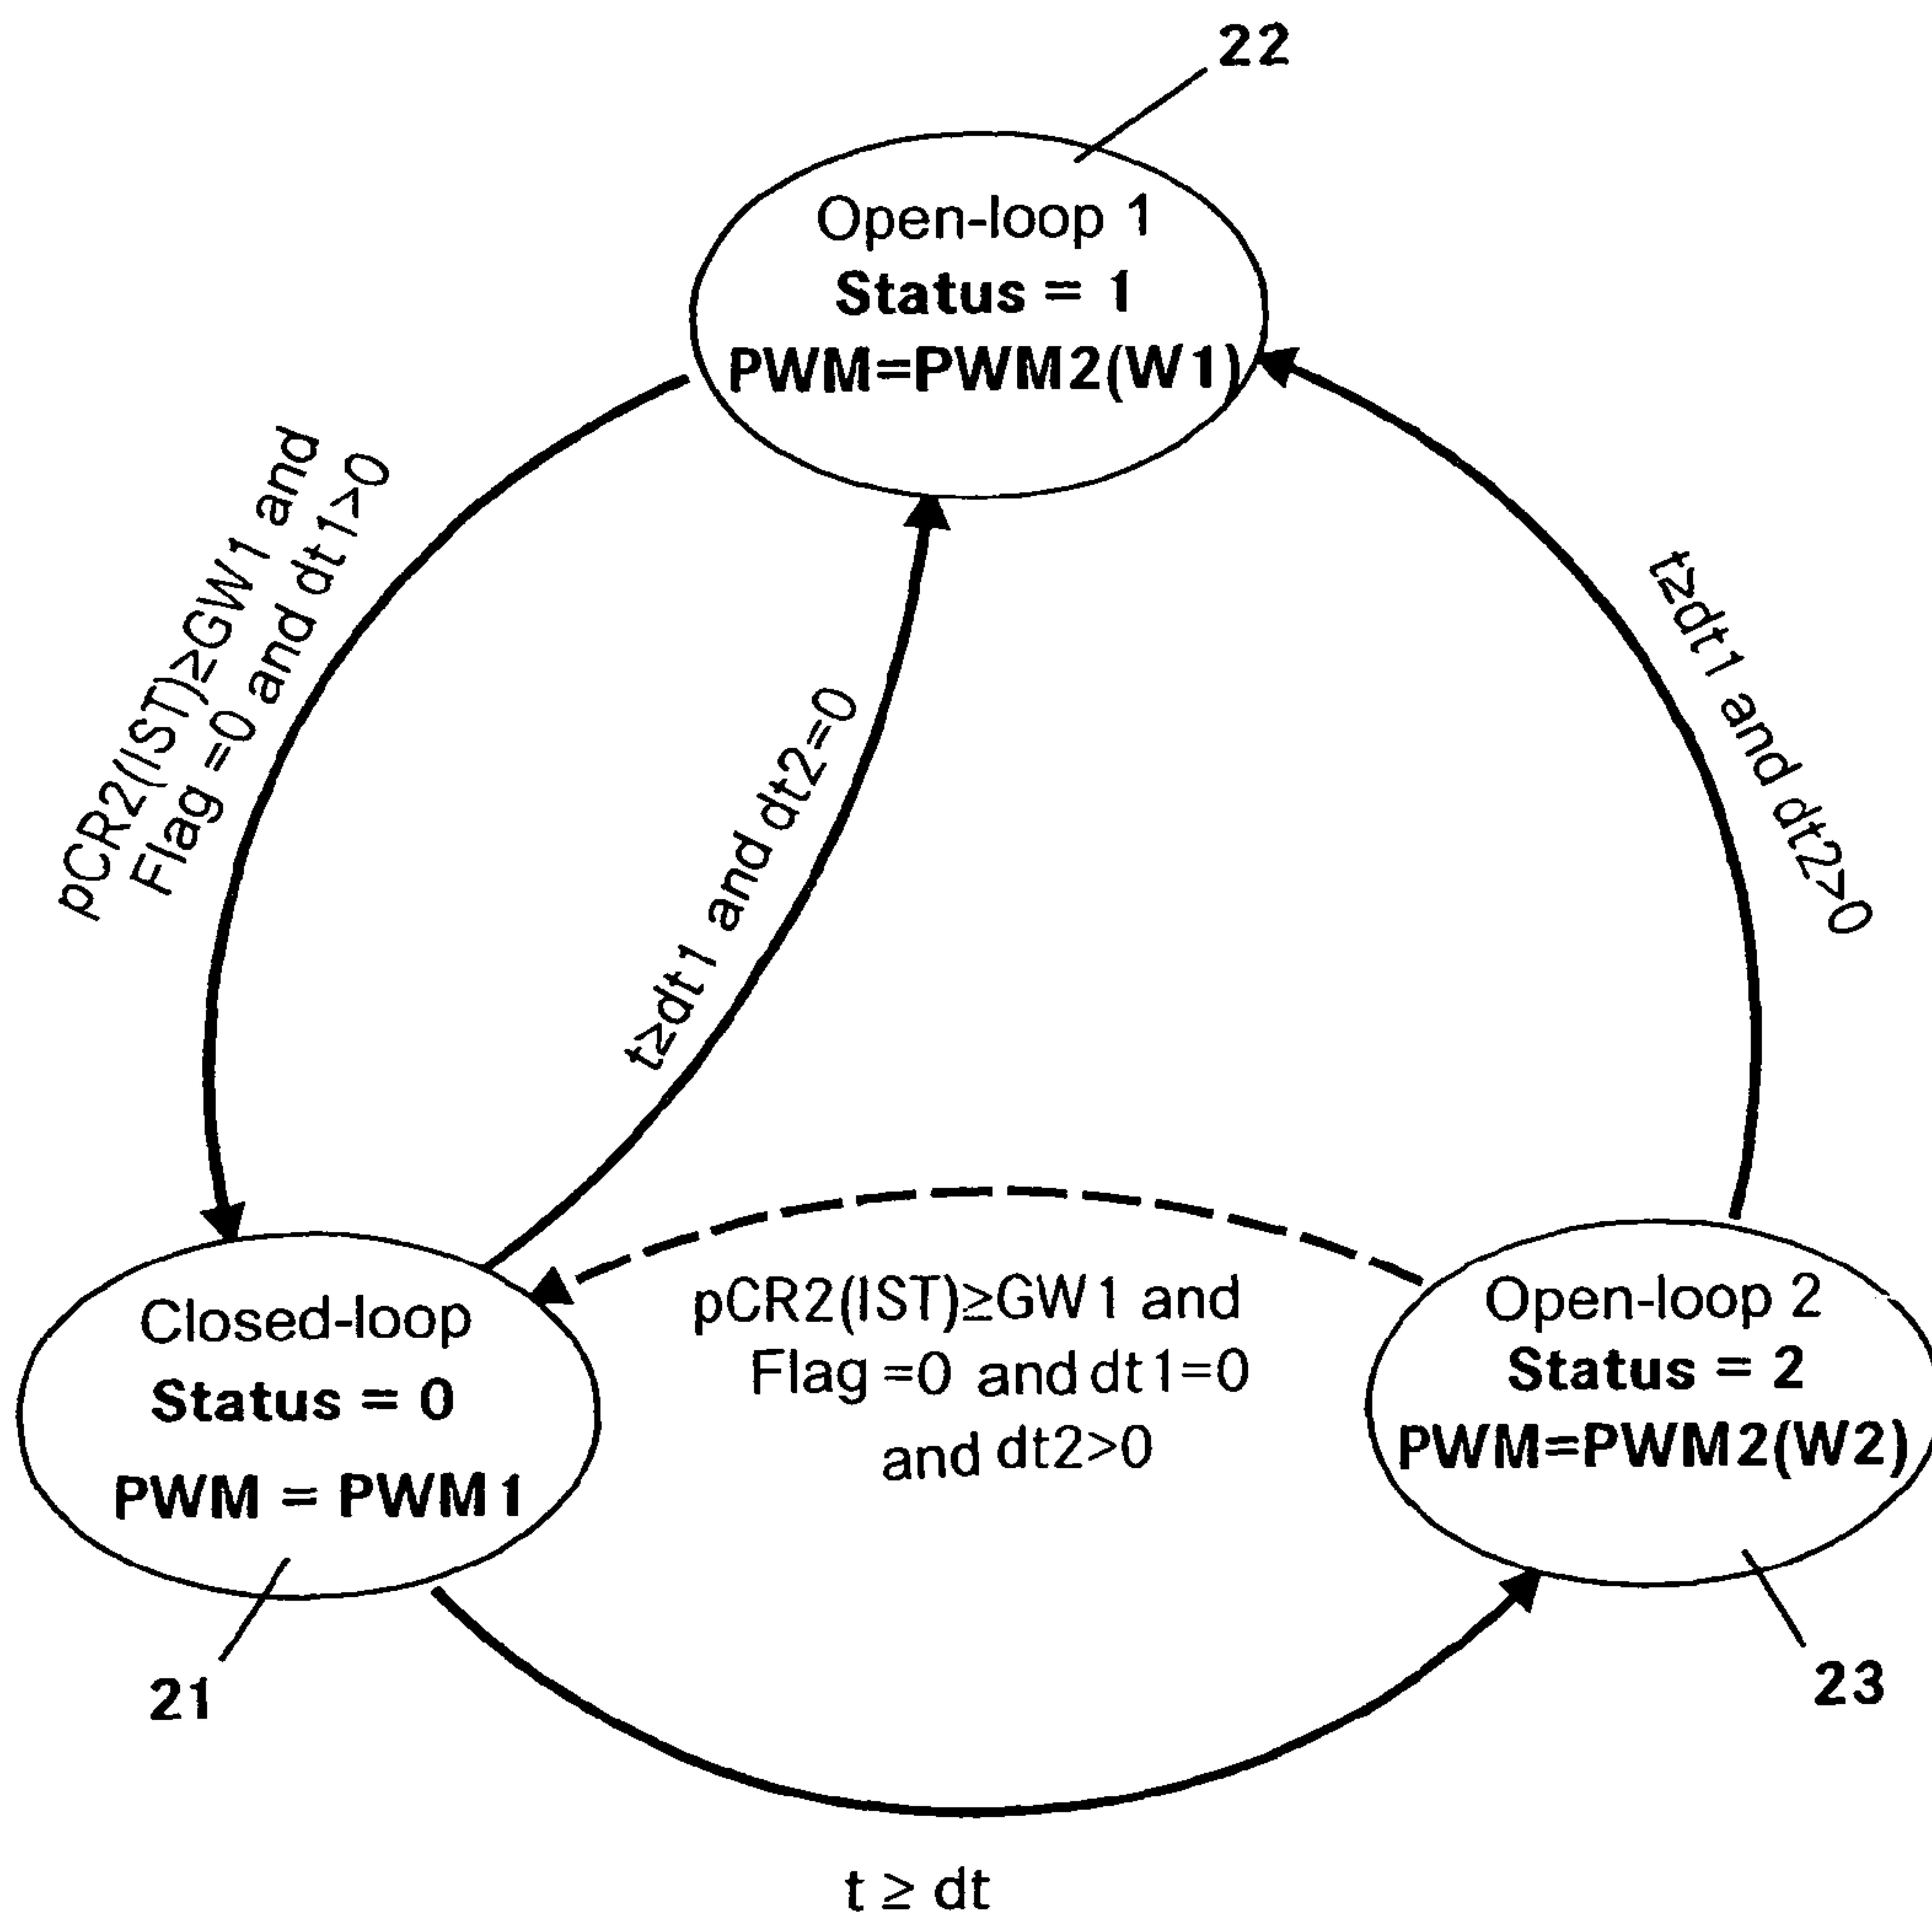 22
Open-loop 1
Status = 1
PWM=PWM2(W1)
pCR2(IST)≥GW1 and
Flag =0 and dt1>0
t≥dt1 and dt2=0
t≥dt1 and dt2>0
pCR2(IST)≥GW1 and
Flag =0 and dt1=0
and dt2>0
Closed-loop
Status = 0
PWM = PWM1
Open-loop 2
Status = 2
PWM=PWM2(W2)
21
23
t ≥ dt